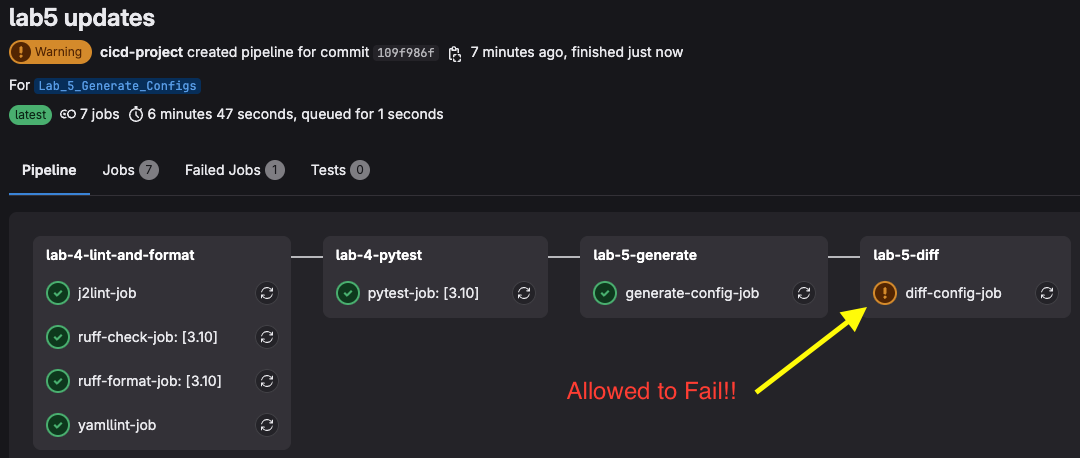 lab5 updates
Warning cicd-project created pipeline for commit 109f986f 7 minutes ago, finished just now
For Lab_5_Generate_Configs
latest 7 jobs 6 minutes 47 seconds, queued for 1 seconds
Pipeline Jobs 7 Failed Jobs 1 Tests 0
lab-4-lint-and-format
j2lint-job
ruff-check-job: [3.10]
ruff-format-job: [3.10]
yamllint-job
lab-4-pytest
pytest-job: [3.10]
lab-5-generate
generate-config-job
lab-5-diff
diff-config-job
Allowed to Fail!!